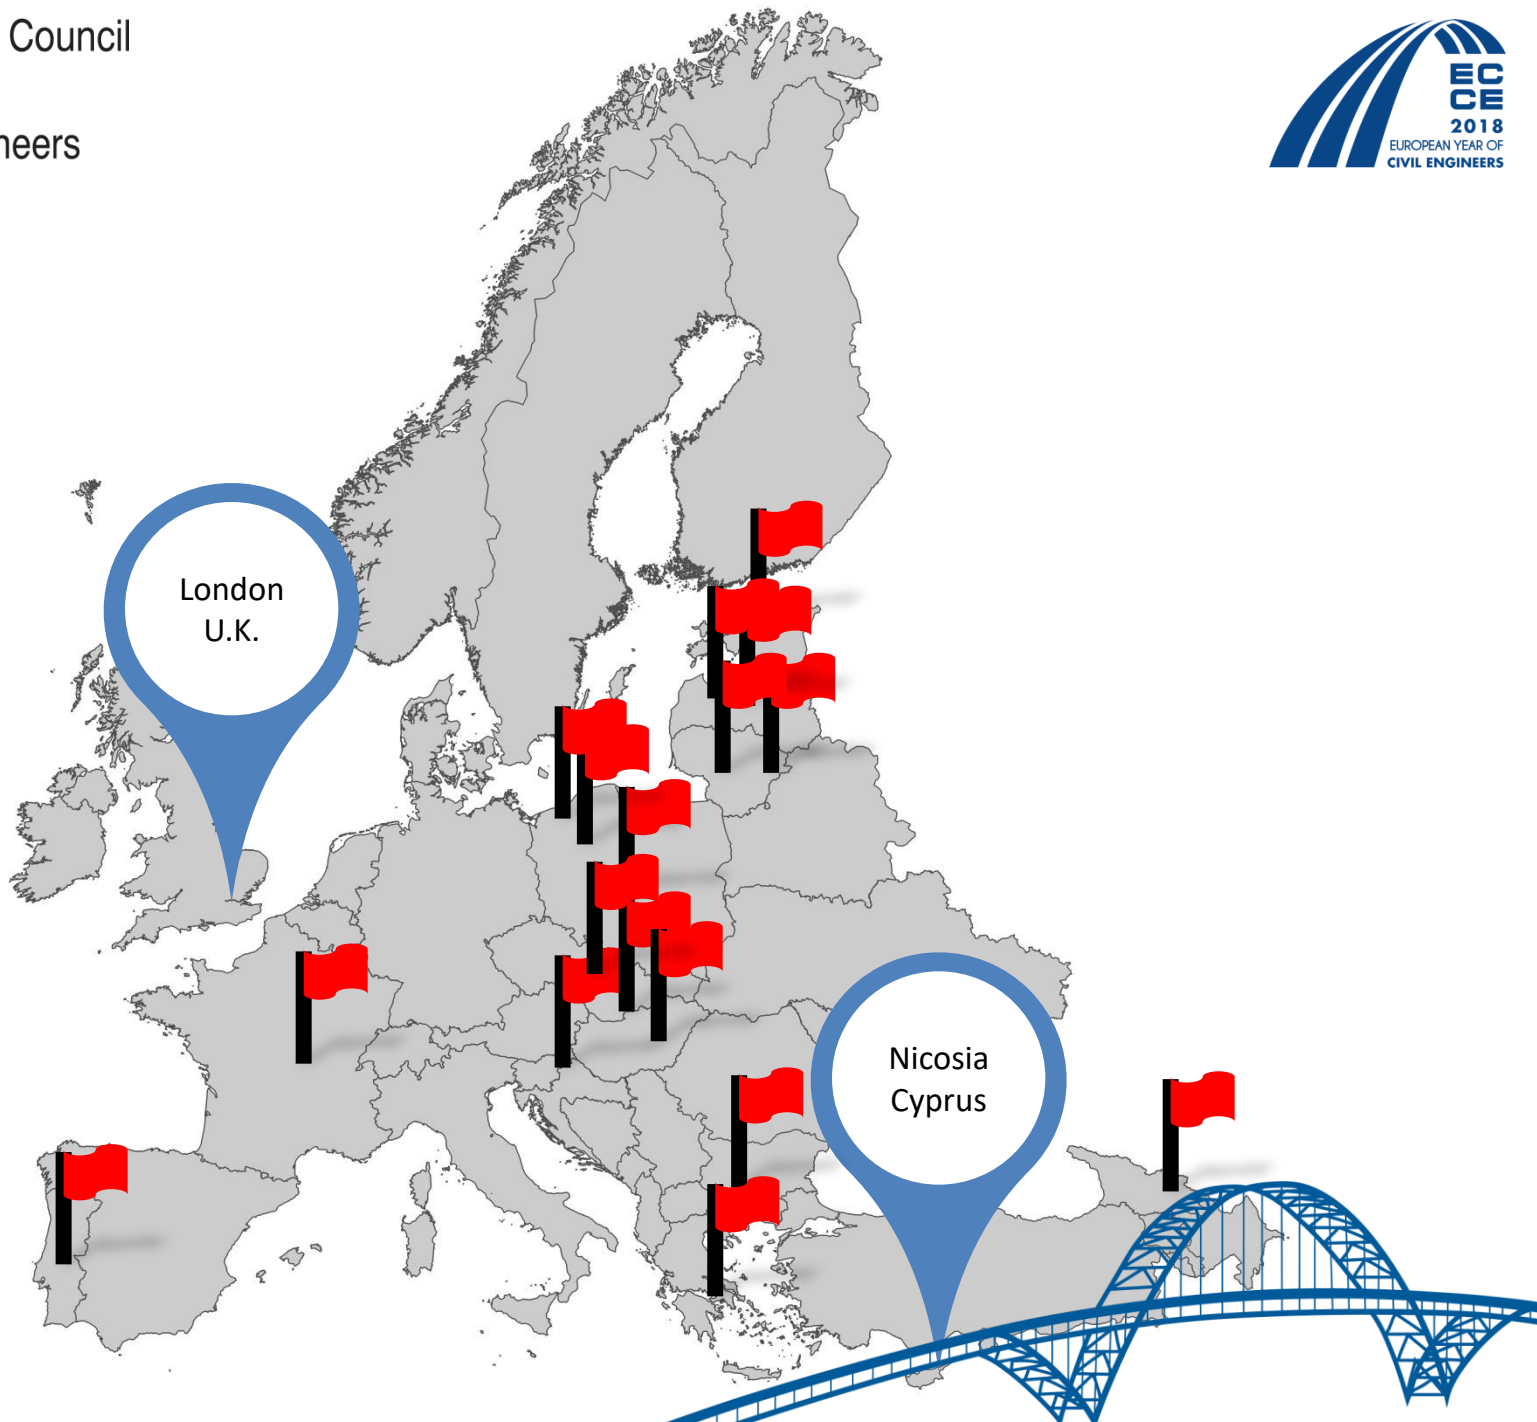 Council
neers
EC
CE
2018
EUROPEAN YEAR OF
CIVIL ENGINEERS
London
U.K.
Nicosia
Cyprus